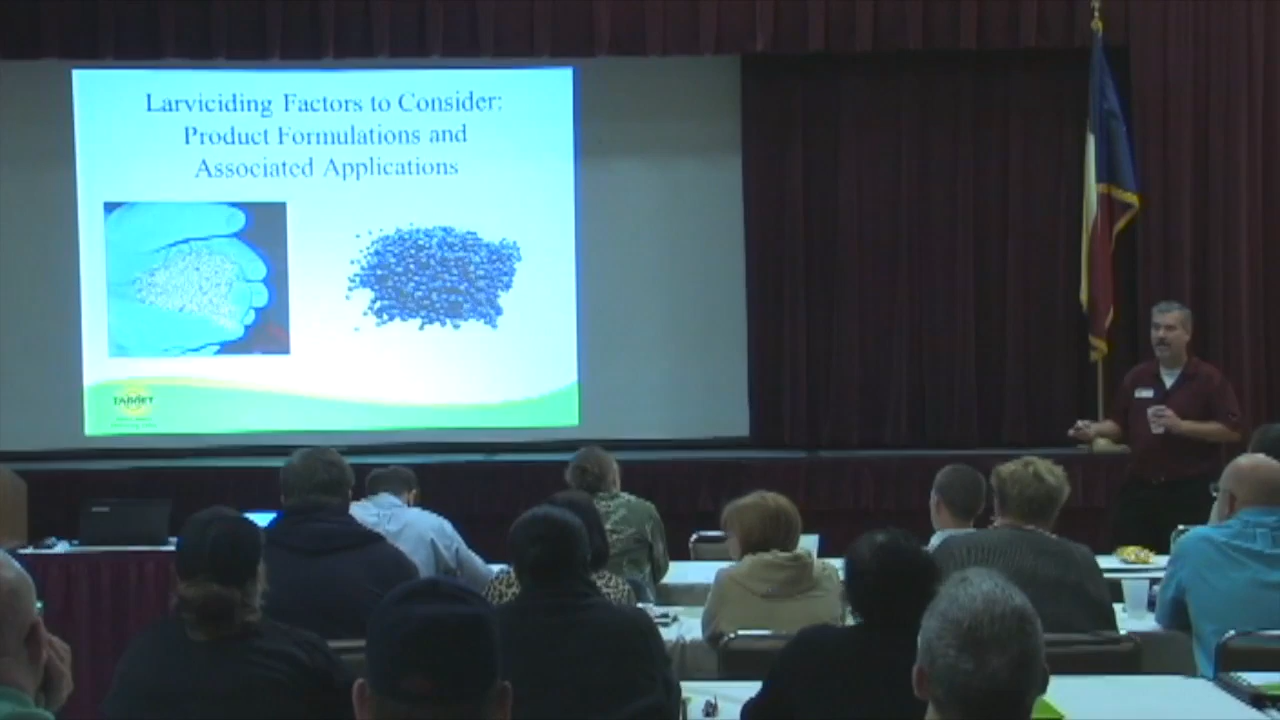 Larviciding Factors to Consider:
Product Formulations and
Associated Applications
TARGET